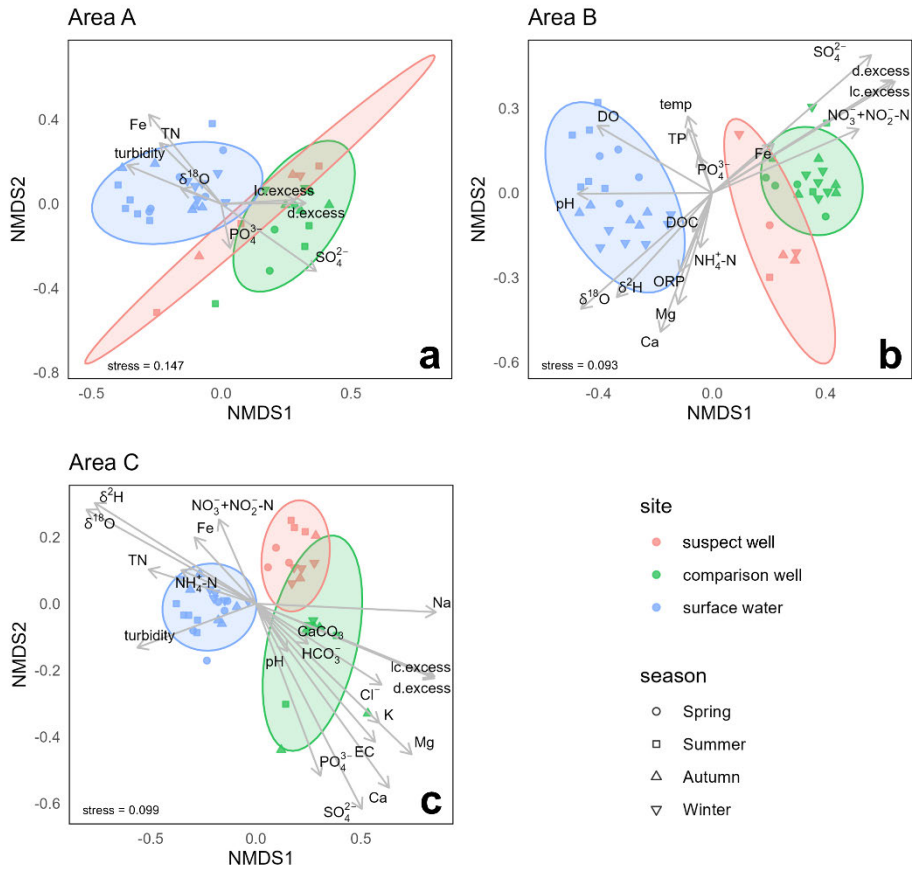 Area A
0.4
0.0
-0.4
-0.8
NMDS2
Fe
TN
turbidity
δ¹⁸O
lc.excess
d.excess
PO₄³⁻
SO₄²⁻
stress = 0.147
a
-0.5 0.0 0.5
NMDS1
Area B
0.3
0.0
-0.3
-0.6
NMDS2
SO₄²⁻
d.excess
lc.excess
NO₃⁻+NO₂⁻-N
temp
DO
TP
Fe
PO₄³⁻
pH
DOC
NH₄⁺-N
ORP
δ²H
δ¹⁸O
Mg
Ca
stress = 0.093
b
-0.4 0.0 0.4
NMDS1
Area C
0.2
0.0
-0.2
-0.4
-0.6
NMDS2
δ²H
δ¹⁸O
NO₃⁻+NO₂⁻-N
Fe
TN
NH₄⁺-N
Na
turbidity
CaCO₃
pH
HCO₃⁻
lc.excess
d.excess
Cl⁻
K
Mg
EC
PO₄³⁻
Ca
SO₄²⁻
stress = 0.099
c
-0.5 0.0 0.5
NMDS1
site
suspect well
comparison well
surface water
season
Spring
Summer
Autumn
Winter